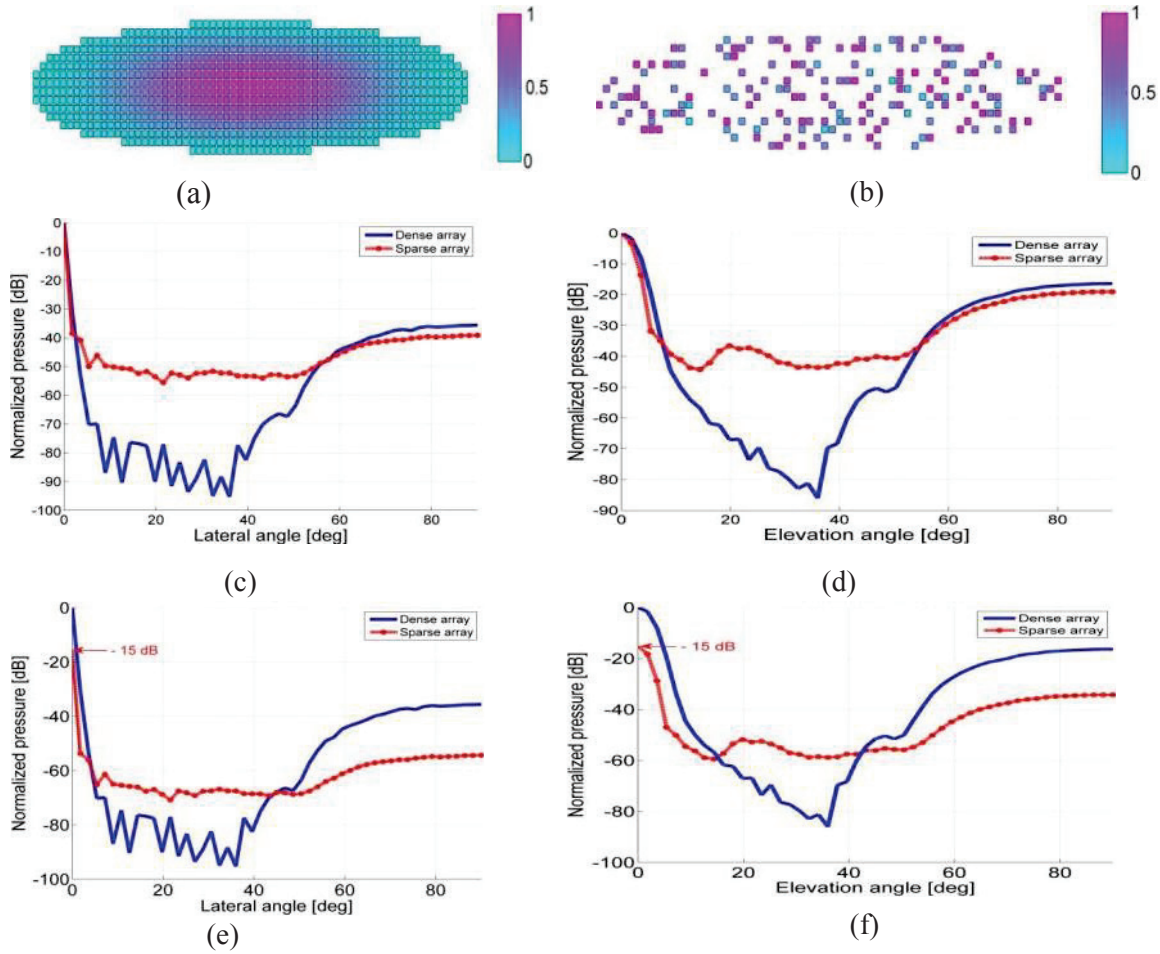 1
0.5
0
(a)
1
0.5
0
(b)
Normalized pressure [dB]
0
-10
-20
-30
-40
-50
-60
-70
-80
-90
-100
Dense array
Sparse array
0
20
40
60
80
Lateral angle [deg]
(c)
Normalized pressure [dB]
0
-10
-20
-30
-40
-50
-60
-70
-80
-90
Dense array
Sparse array
0
20
40
60
80
Elevation angle [deg]
(d)
Normalized pressure [dB]
0
-20
-40
-60
-80
-100
Dense array
Sparse array
- 15 dB
0
20
40
60
80
Lateral angle [deg]
(e)
Normalized pressure [dB]
0
-20
-40
-60
-80
-100
Dense array
Sparse array
- 15 dB
0
20
40
60
80
Elevation angle [deg]
(f)